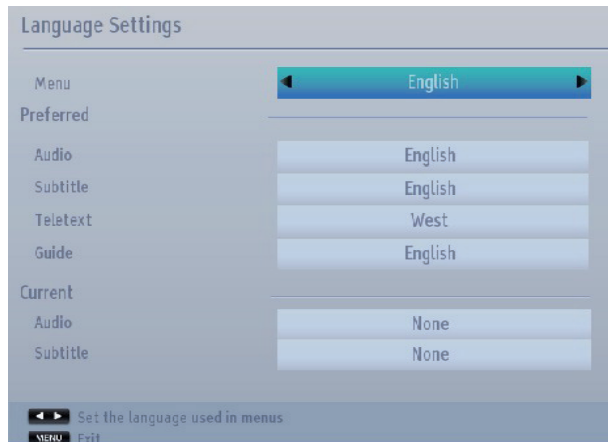 Language Settings
Menu English
Preferred
Audio English
Subtitle English
Teletext West
Guide English
Current
Audio None
Subtitle None
Set the language used in menus
MENU Exit